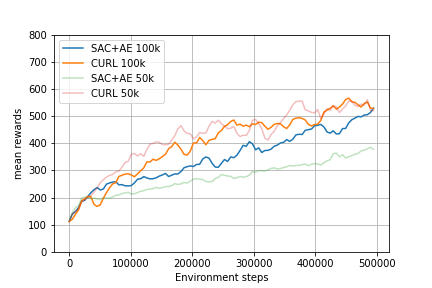 800
700
600
500
400
300
200
100
0
mean rewards
SAC+AE 100k
CURL 100k
SAC+AE 50k
CURL 50k
0
100000
200000
300000
400000
500000
Environment steps